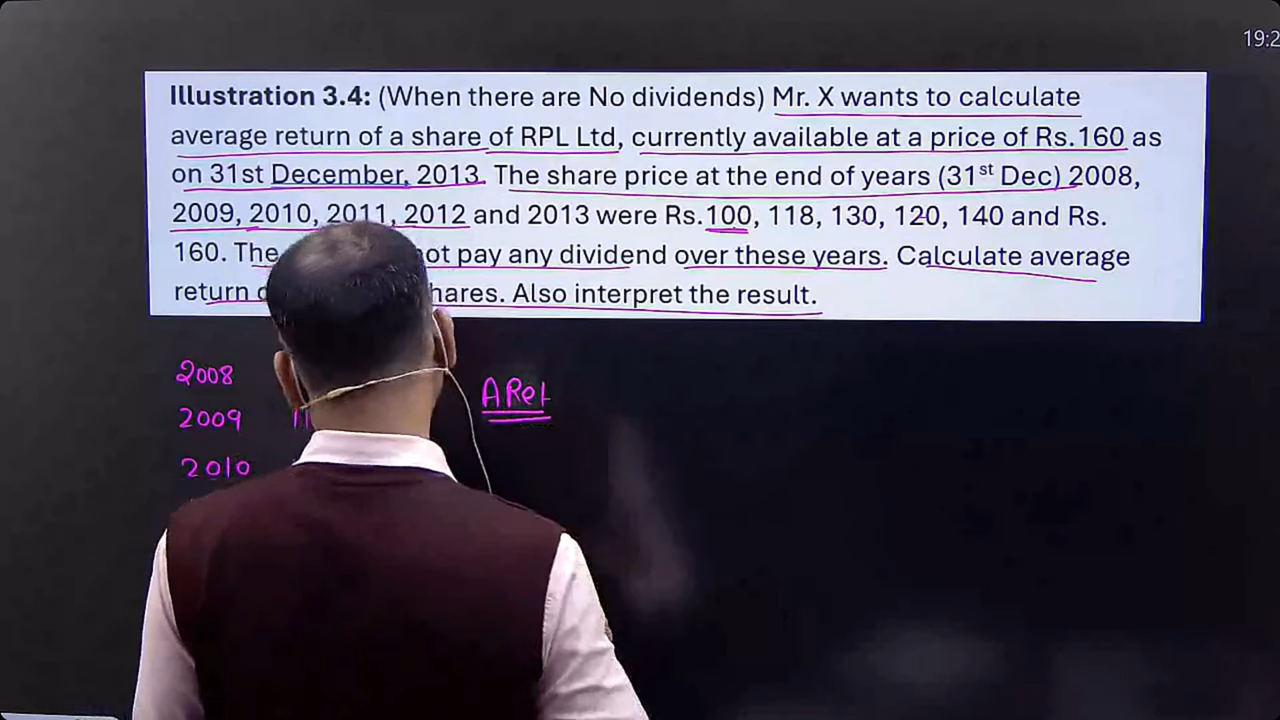 19:2
Illustration 3.4: (When there are No dividends) Mr. X wants to calculate
average return of a share of RPL Ltd, currently available at a price of Rs.160 as
on 31st December, 2013. The share price at the end of years (31st Dec) 2008,
2009, 2010, 2011, 2012 and 2013 were Rs.100, 118, 130, 120, 140 and Rs.
160. The ot pay any dividend over these years. Calculate average
return hares. Also interpret the result.
2008
2009 11
2010
ARet